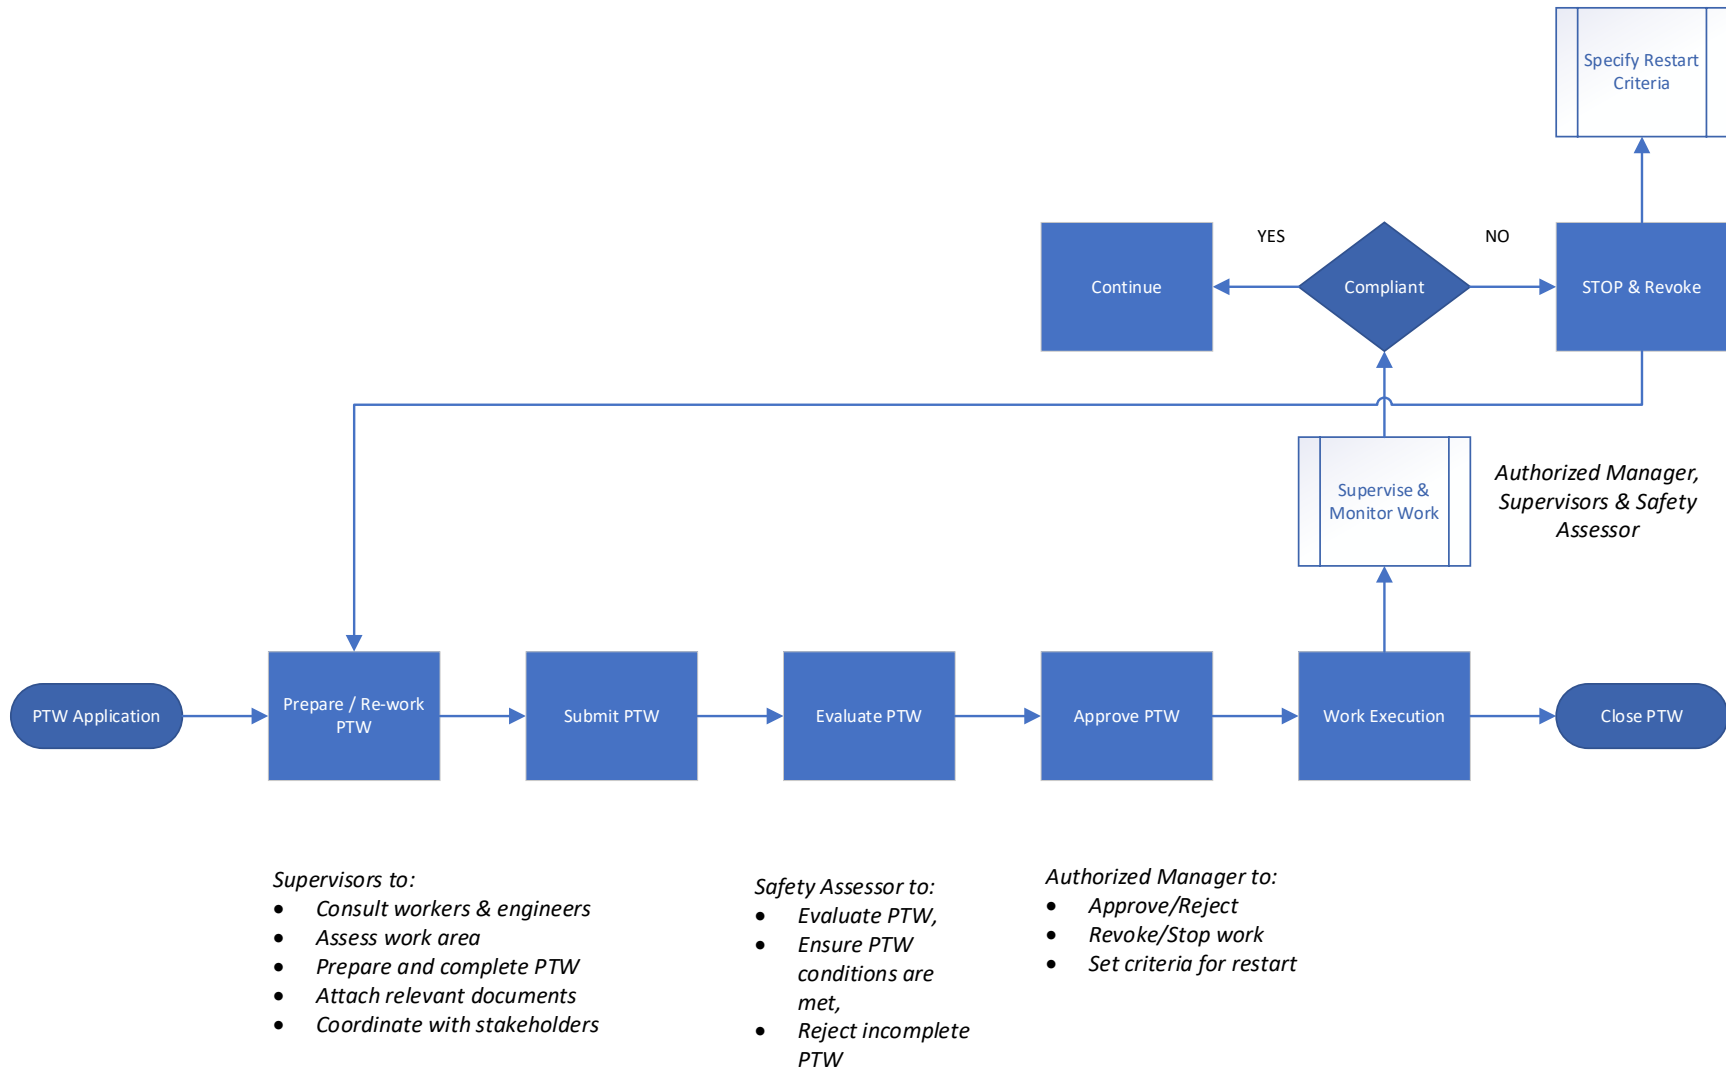 Specify Restart
Criteria
YES
NO
Continue
Compliant
STOP & Revoke
Supervise &
Monitor Work
Authorized Manager,
Supervisors & Safety
Assessor
PTW Application
Prepare / Re-work
PTW
Submit PTW
Evaluate PTW
Approve PTW
Work Execution
Close PTW
Supervisors to:
• Consult workers & engineers
• Assess work area
• Prepare and complete PTW
• Attach relevant documents
• Coordinate with stakeholders
Safety Assessor to:
• Evaluate PTW,
• Ensure PTW
conditions are
met,
• Reject incomplete
PTW
Authorized Manager to:
• Approve/Reject
• Revoke/Stop work
• Set criteria for restart